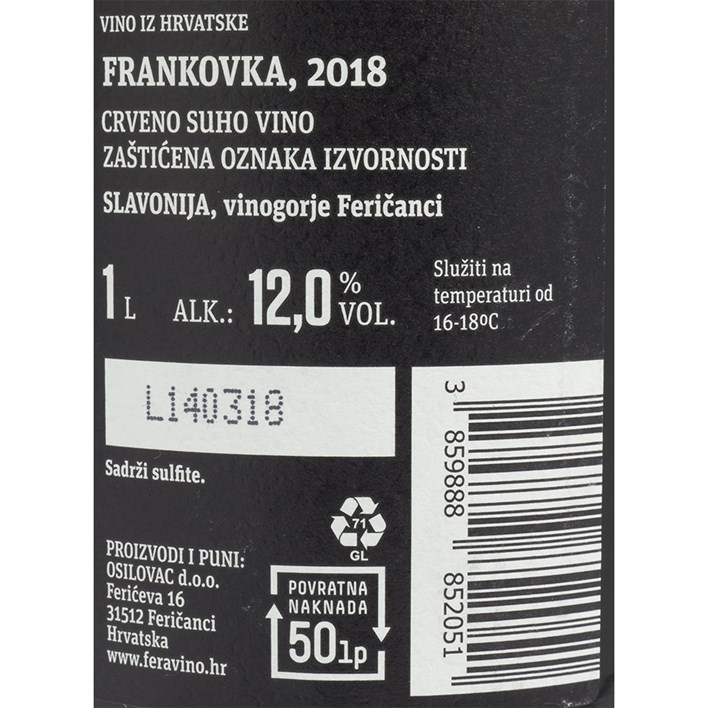 VINO IZ HRVATSKE
FRANKOVKA, 2018
CRVENO SUHO VINO
ZAŠTIĆENA OZNAKA IZVORNOSTI
SLAVONIJA, vinogorje Feričanci
1 L ALK.: 12,0 % VOL.
Služiti na
temperaturi od
16-18ºC
L140318
Sadrži sulfite.
PROIZVODI I PUNI:
OSILOVAC d.o.o.
Ferićeva 16
31512 Feričanci
Hrvatska
www.feravino.hr
71
GL
POVRATNA
NAKNADA
50lp
3 859888 852051